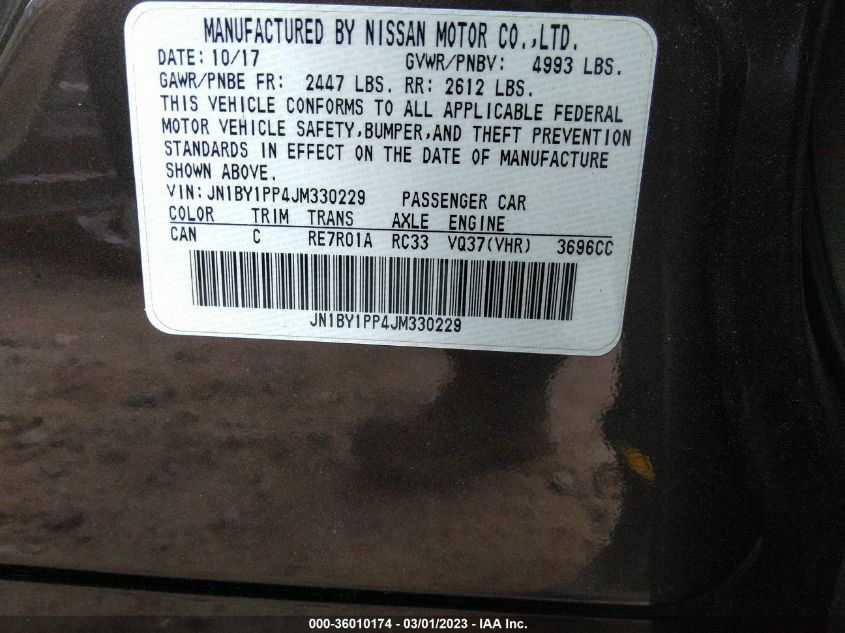 MANUFACTURED BY NISSAN MOTOR CO.,LTD.
DATE: 10/17 GVWR/PNBV: 4993 LBS.
GAWR/PNBE FR: 2447 LBS. RR: 2612 LBS.
THIS VEHICLE CONFORMS TO ALL APPLICABLE FEDERAL
MOTOR VEHICLE SAFETY,BUMPER,AND THEFT PREVENTION
STANDARDS IN EFFECT ON THE DATE OF MANUFACTURE
SHOWN ABOVE.
VIN:JN1BY1PP4JM330229 PASSENGER CAR
COLOR TRIM TRANS AXLE ENGINE
CAN C RE7R01A RC33 VQ37(VHR) 3696CC
JN1BY1PP4JM330229
000-36010174 - 03/01/2023 - IAA Inc.